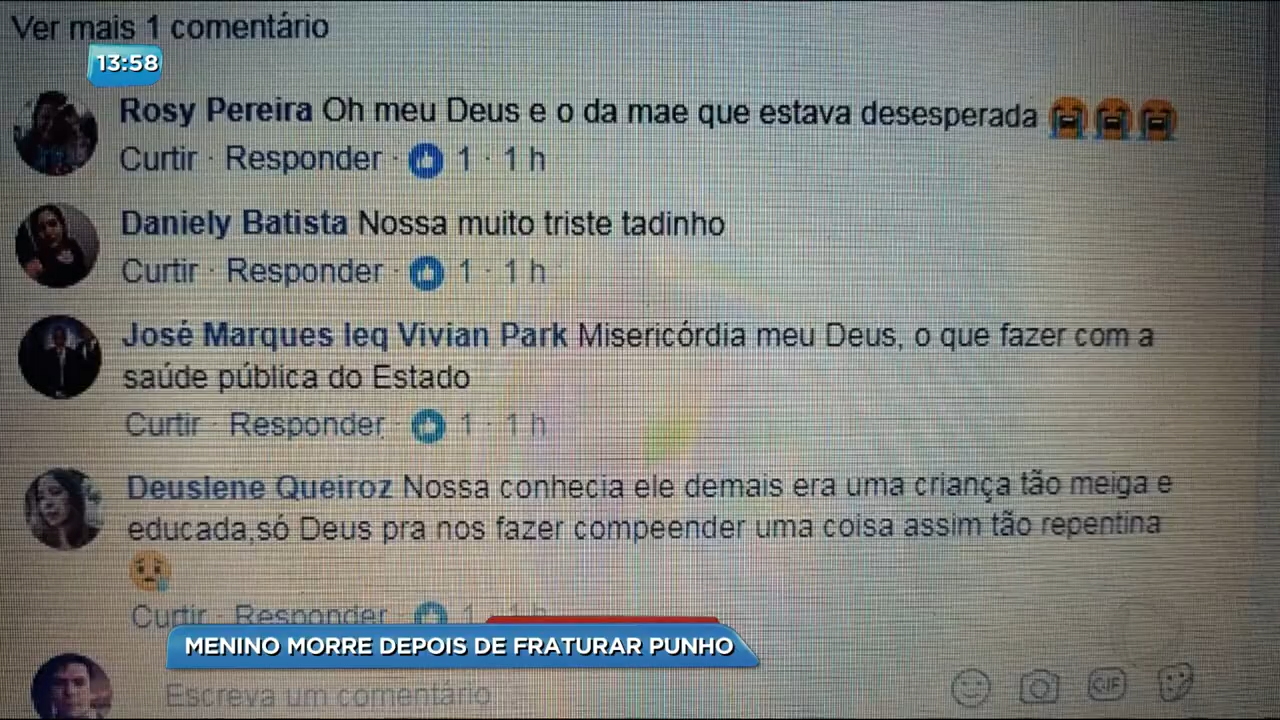 Ver mais 1 comentário
13:58
Rosy Pereira Oh meu Deus e o da mae que estava desesperada 😭😭😭
Curtir · Responder · 1 · 1 h
Daniely Batista Nossa muito triste tadinho
Curtir · Responder · 1 · 1 h
José Marques Ieq Vivian Park Misericórdia meu Deus, o que fazer com a
saúde pública do Estado
Curtir · Responder · 1 · 1 h
Deuslene Queiroz Nossa conhecia ele demais era uma criança tão meiga e
educada,só Deus pra nos fazer compeender uma coisa assim tão repentina
😢
Curtir · Responder · 1 · 1 h
MENINO MORRE DEPOIS DE FRATURAR PUNHO
Escreva um comentário
GIF